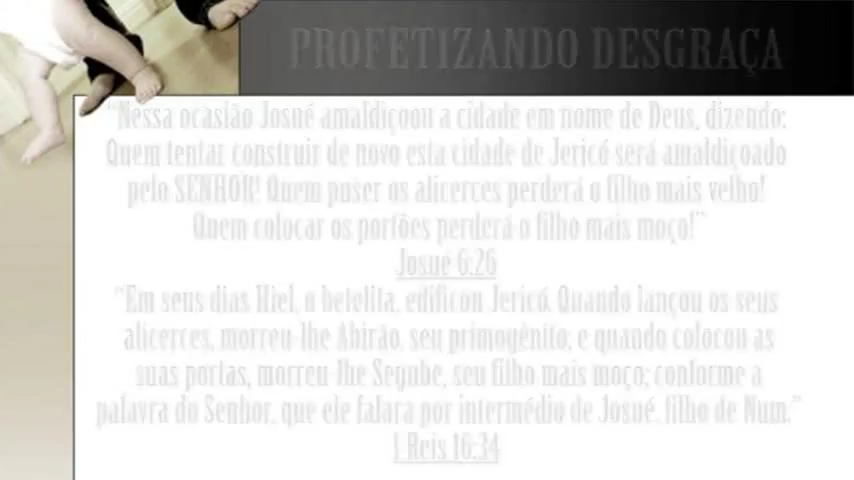 PROFETIZANDO DESGRAÇA
“Nessa ocasião Josué amaldiçoou a cidade em nome de Deus, dizendo:
Quem tentar construir de novo esta cidade de Jericó será amaldiçoado
pelo SENHOR! Quem puser os alicerces perderá o filho mais velho!
Quem colocar os portões perderá o filho mais moço!”
Josué 6:26
“Em seus dias Hiel, o betelita, edificou Jericó. Quando lançou os seus
alicerces, morreu-lhe Abirão, seu primogênito; e quando colocou as
suas portas, morreu-lhe Segube, seu filho mais moço; conforme a
palavra do Senhor, que ele falara por intermédio de Josué, filho de Num.”
1 Reis 16:34